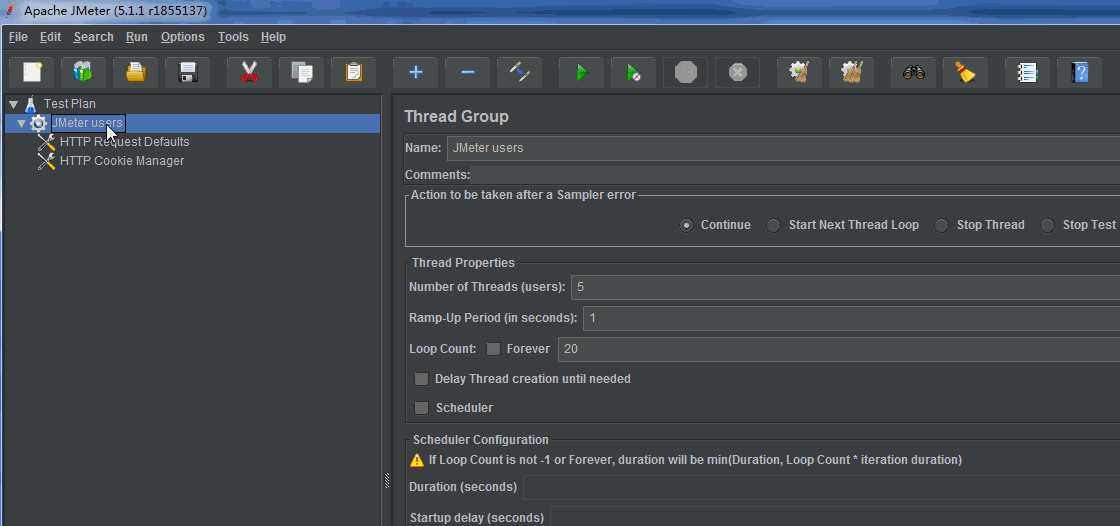 Apache JMeter (5.1.1 r1855137)
File Edit Search Run Options Tools Help
Test Plan
JMeter users
HTTP Request Defaults
HTTP Cookie Manager
Thread Group
Name: JMeter users
Comments:
Action to be taken after a Sampler error
Continue Start Next Thread Loop Stop Thread Stop Test
Thread Properties
Number of Threads (users): 5
Ramp-Up Period (in seconds): 1
Loop Count: Forever 20
Delay Thread creation until needed
Scheduler
Scheduler Configuration
If Loop Count is not -1 or Forever, duration will be min(Duration, Loop Count * iteration duration)
Duration (seconds)
Startup delay (seconds)